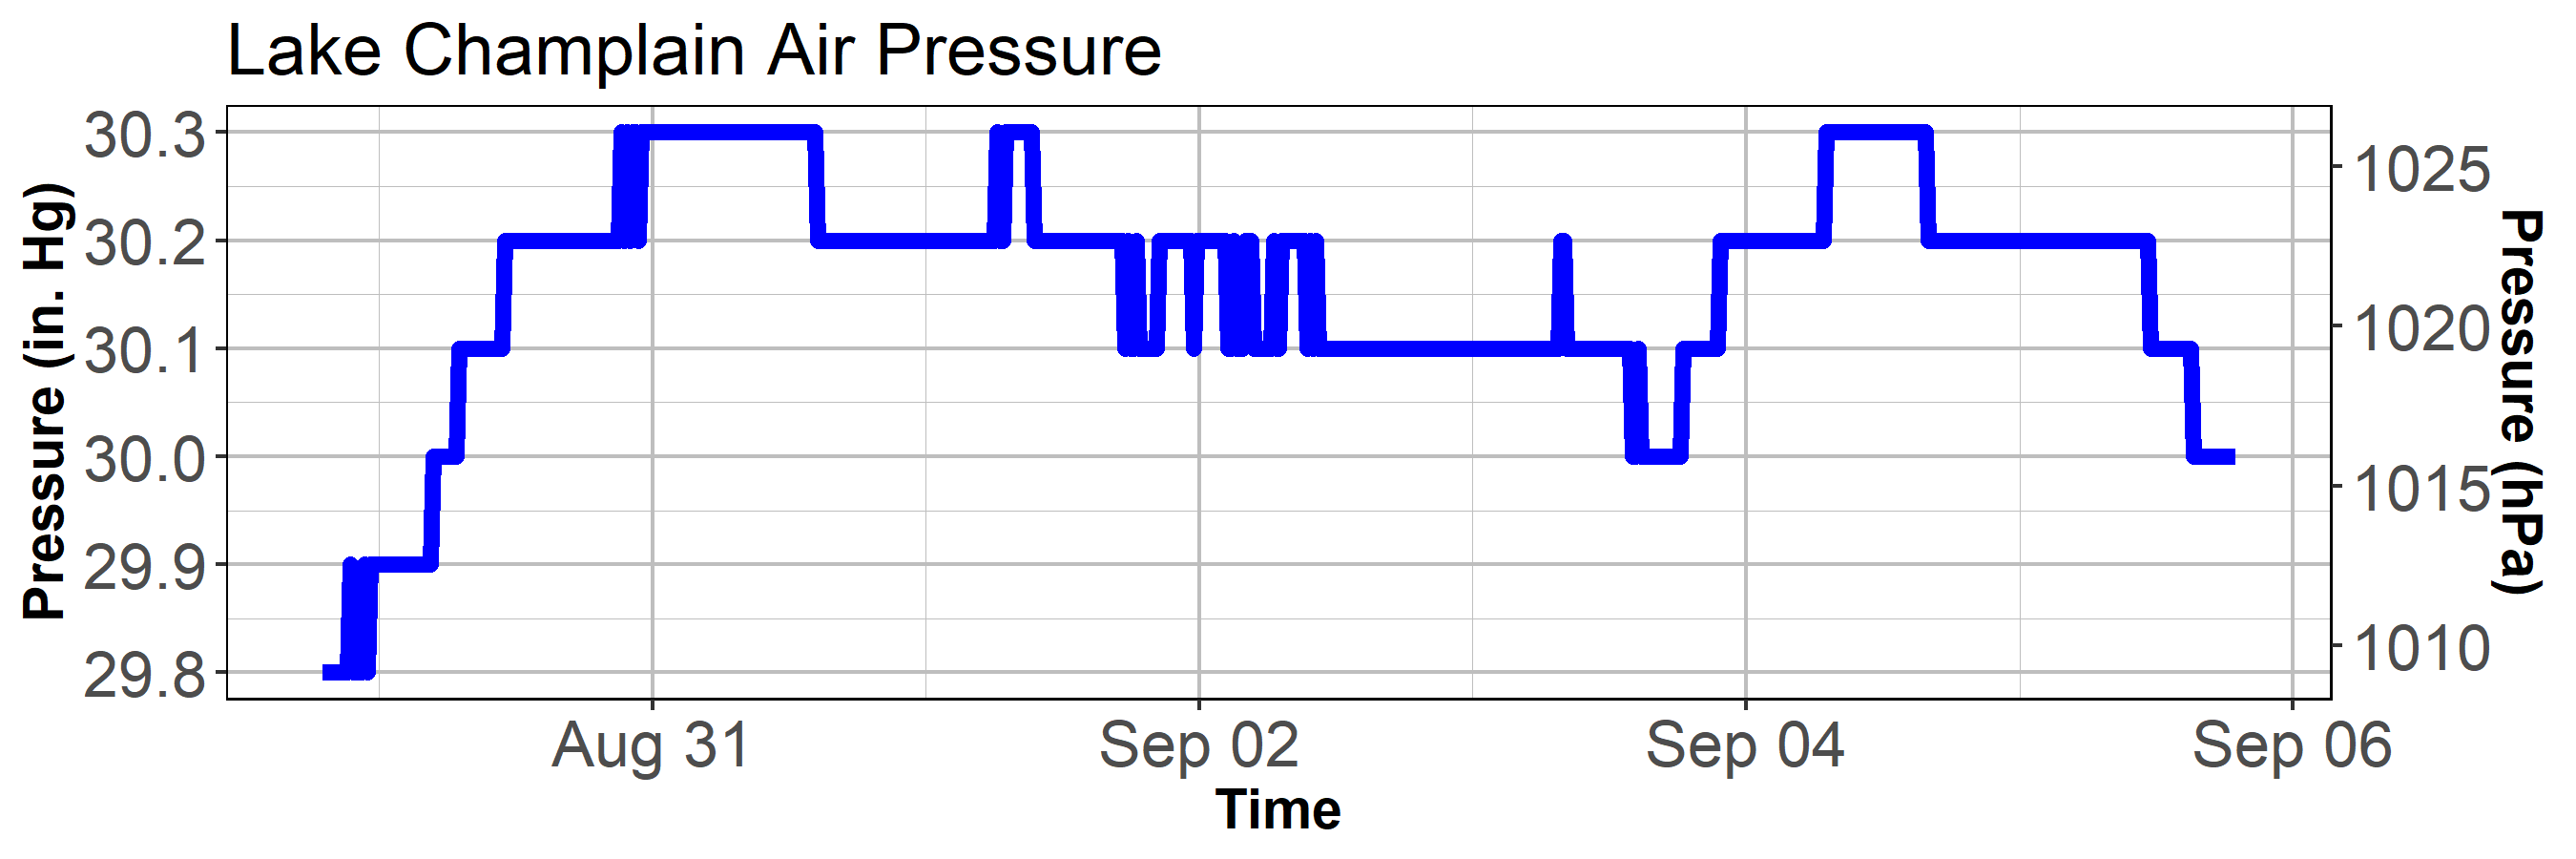 Lake Champlain Air Pressure
Pressure (in. Hg)
30.3
30.2
30.1
30.0
29.9
29.8
1025
1020
1015
1010
Pressure (hPa)
Aug 31 Sep 02 Sep 04 Sep 06
Time